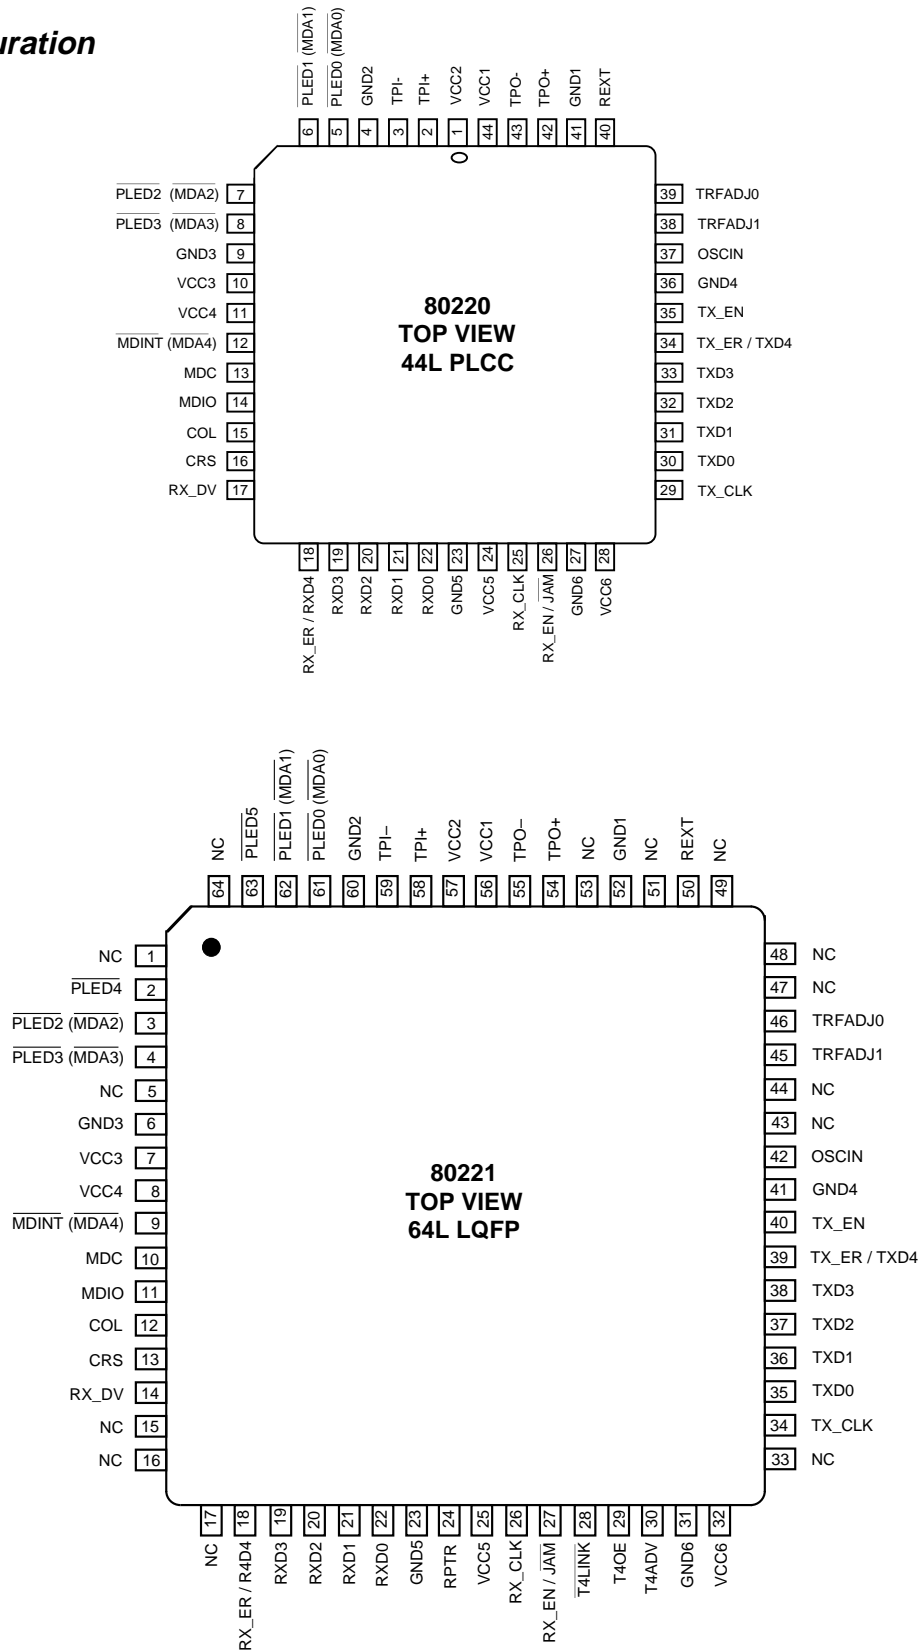 uration
PLED1 (MDA1)
PLED0 (MDA0)
GND2
TPI-
TPI+
VCC2
VCC1
TPO-
TPO+
GND1
REXT
6 5 4 3 2 1 44 43 42 41 40
PLED2 (MDA2) 7
PLED3 (MDA3) 8
GND3 9
VCC3 10
VCC4 11
MDINT (MDA4) 12
MDC 13
MDIO 14
COL 15
CRS 16
RX_DV 17
80220
TOP VIEW
44L PLCC
39 TRFADJ0
38 TRFADJ1
37 OSCIN
36 GND4
35 TX_EN
34 TX_ER / TXD4
33 TXD3
32 TXD2
31 TXD1
30 TXD0
29 TX_CLK
18 19 20 21 22 23 24 25 26 27 28
RX_ER / RXD4
RXD3
RXD2
RXD1
RXD0
GND5
VCC5
RX_CLK
RX_EN / JAM
GND6
VCC6
NC
PLED5
PLED1 (MDA1)
PLED0 (MDA0)
GND2
TPI–
TPI+
VCC2
VCC1
TPO–
TPO+
NC
GND1
NC
REXT
NC
64 63 62 61 60 59 58 57 56 55 54 53 52 51 50 49
NC 1
PLED4 2
PLED2 (MDA2) 3
PLED3 (MDA3) 4
NC 5
GND3 6
VCC3 7
VCC4 8
MDINT (MDA4) 9
MDC 10
MDIO 11
COL 12
CRS 13
RX_DV 14
NC 15
NC 16
80221
TOP VIEW
64L LQFP
48 NC
47 NC
46 TRFADJ0
45 TRFADJ1
44 NC
43 NC
42 OSCIN
41 GND4
40 TX_EN
39 TX_ER / TXD4
38 TXD3
37 TXD2
36 TXD1
35 TXD0
34 TX_CLK
33 NC
17 18 19 20 21 22 23 24 25 26 27 28 29 30 31 32
NC
RX_ER / R4D4
RXD3
RXD2
RXD1
RXD0
GND5
RPTR
VCC5
RX_CLK
RX_EN / JAM
T4LINK
T4OE
T4ADV
GND6
VCC6